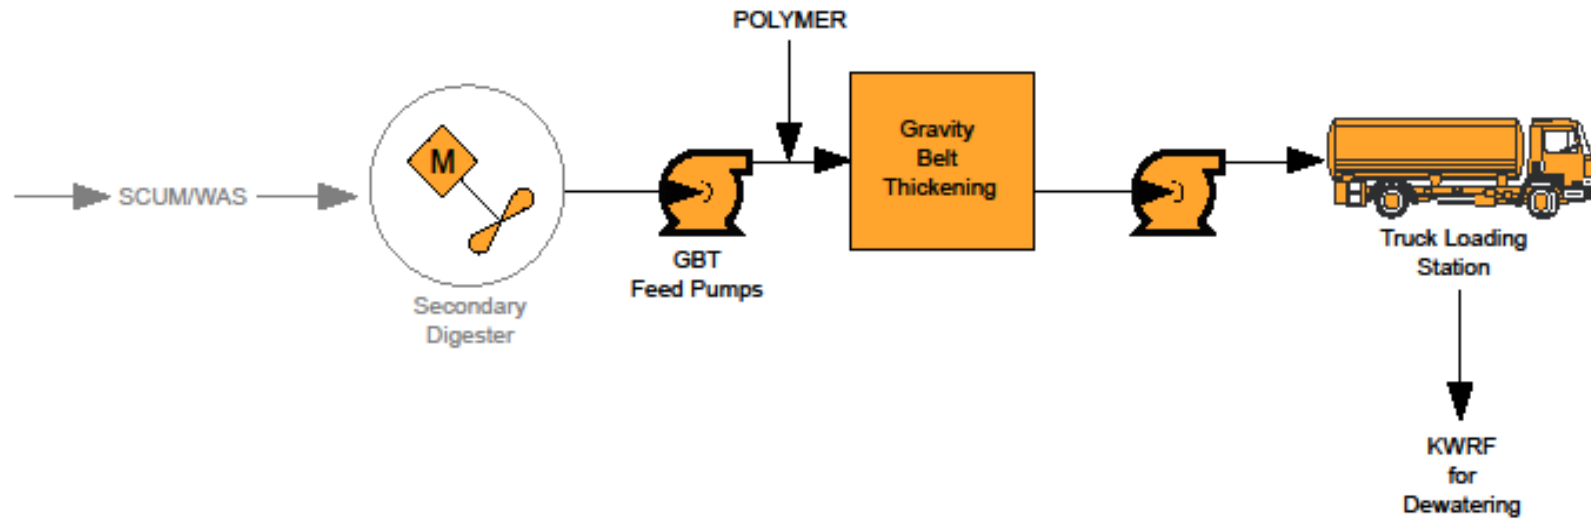 POLYMER
SCUM/WAS
M
Secondary
Digester
GBT
Feed Pumps
Gravity
Belt
Thickening
Truck Loading
Station
KWRF
for
Dewatering